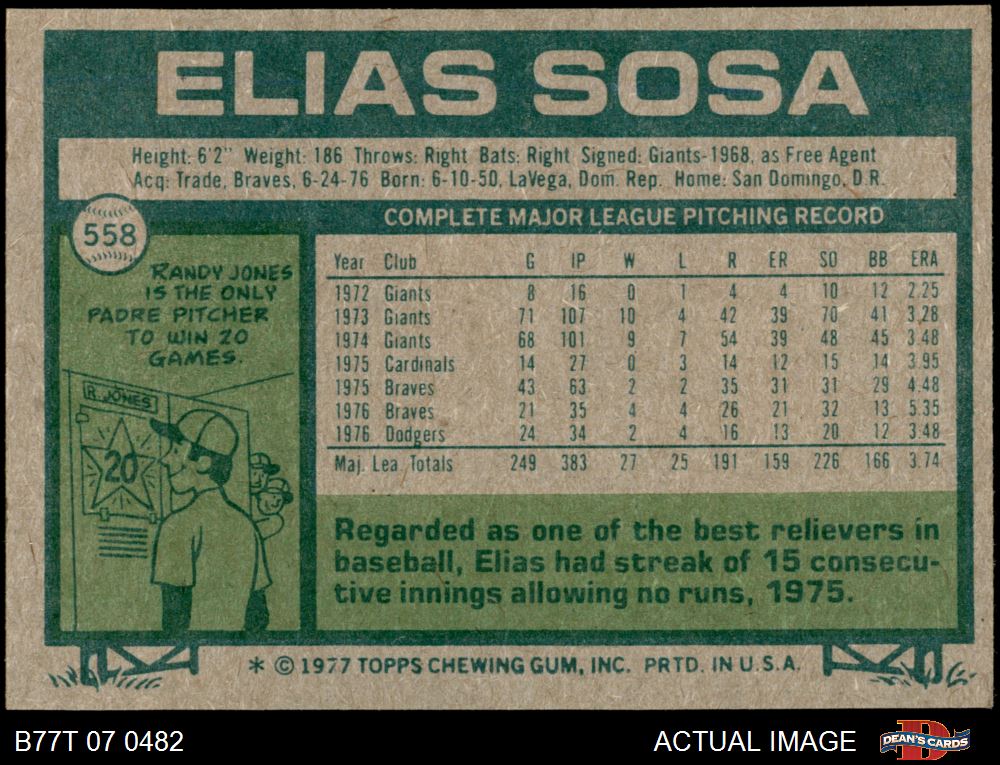 ELIAS SOSA
Height: 6'2" Weight: 186 Throws: Right Bats: Right Signed: Giants-1968, as Free Agent
Acq: Trade, Braves, 6-24-76 Born: 6-10-50, LaVega, Dom. Rep. Home: San Domingo, D.R.
558
RANDY JONES
IS THE ONLY
PADRE PITCHER
TO WIN 20
GAMES.
R. JONES
20
COMPLETE MAJOR LEAGUE PITCHING RECORD
Year Club G IP W L R ER SO BB ERA
1972 Giants 8 16 0 1 4 4 10 12 2.25
1973 Giants 71 107 10 4 42 39 70 41 3.28
1974 Giants 68 101 9 7 54 39 48 45 3.48
1975 Cardinals 14 27 0 3 14 12 15 14 3.95
1975 Braves 43 63 2 2 35 31 31 29 4.48
1976 Braves 21 35 4 4 26 21 32 13 5.35
1976 Dodgers 24 34 2 4 16 13 20 12 3.48
Maj. Lea. Totals 249 383 27 25 191 159 226 166 3.74
Regarded as one of the best relievers in
baseball, Elias had streak of 15 consecu-
tive innings allowing no runs, 1975.
* © 1977 TOPPS CHEWING GUM, INC. PRTD. IN U.S.A.
B77T 07 0482
ACTUAL IMAGE
DEAN'S CARDS